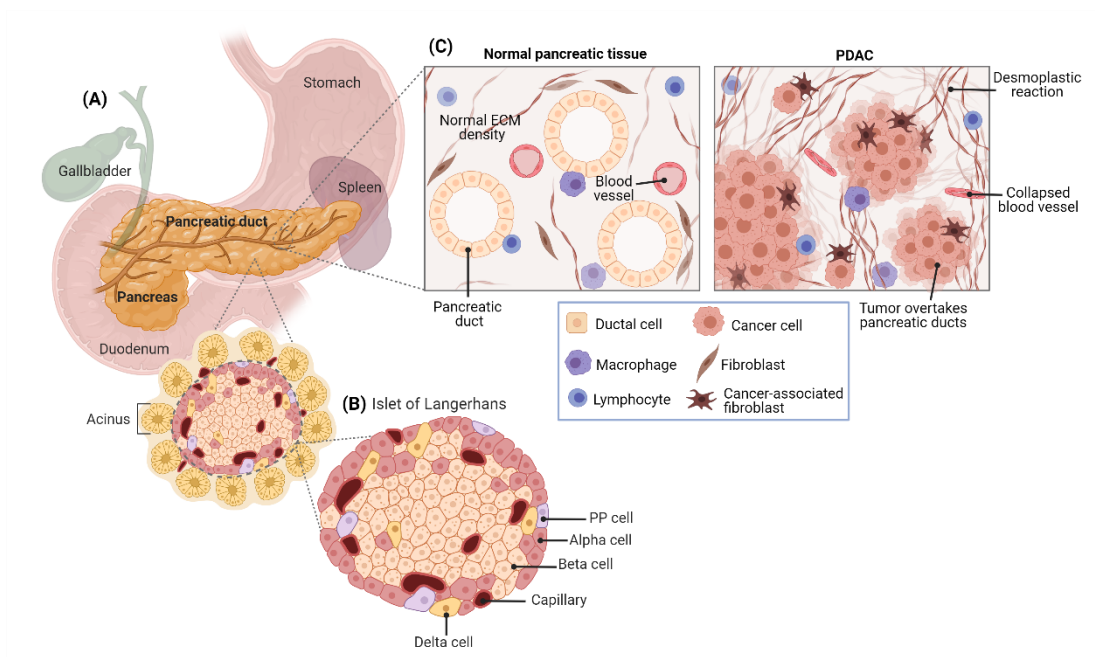 (A)
Gallbladder
Stomach
Spleen
Pancreatic duct
Pancreas
Duodenum
Acinus
(C)
Normal pancreatic tissue
Normal ECM
density
Blood
vessel
Pancreatic
duct
PDAC
Desmoplastic
reaction
Collapsed
blood vessel
Tumor overtakes
pancreatic ducts
Ductal cell
Cancer cell
Macrophage
Fibroblast
Lymphocyte
Cancer-associated
fibroblast
(B) Islet of Langerhans
PP cell
Alpha cell
Beta cell
Capillary
Delta cell